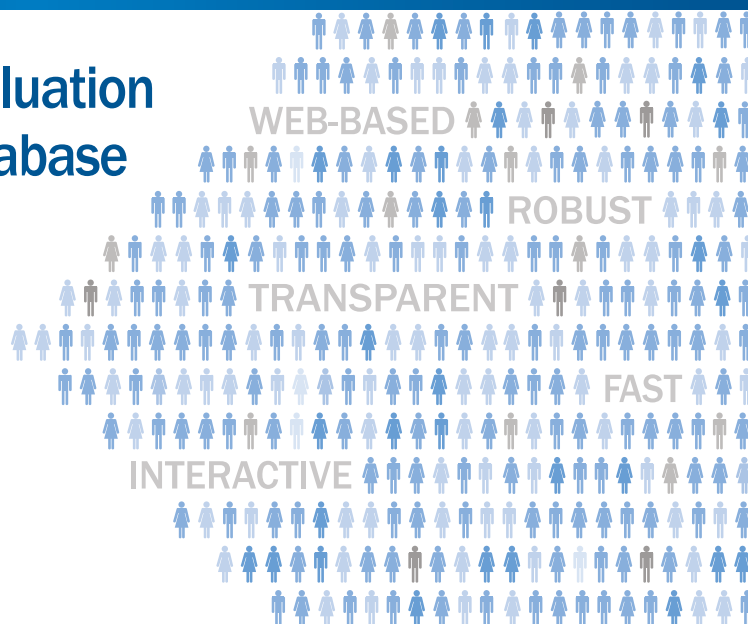 luation
WEB-BASED
abase
ROBUST
TRANSPARENT
FAST
INTERACTIVE